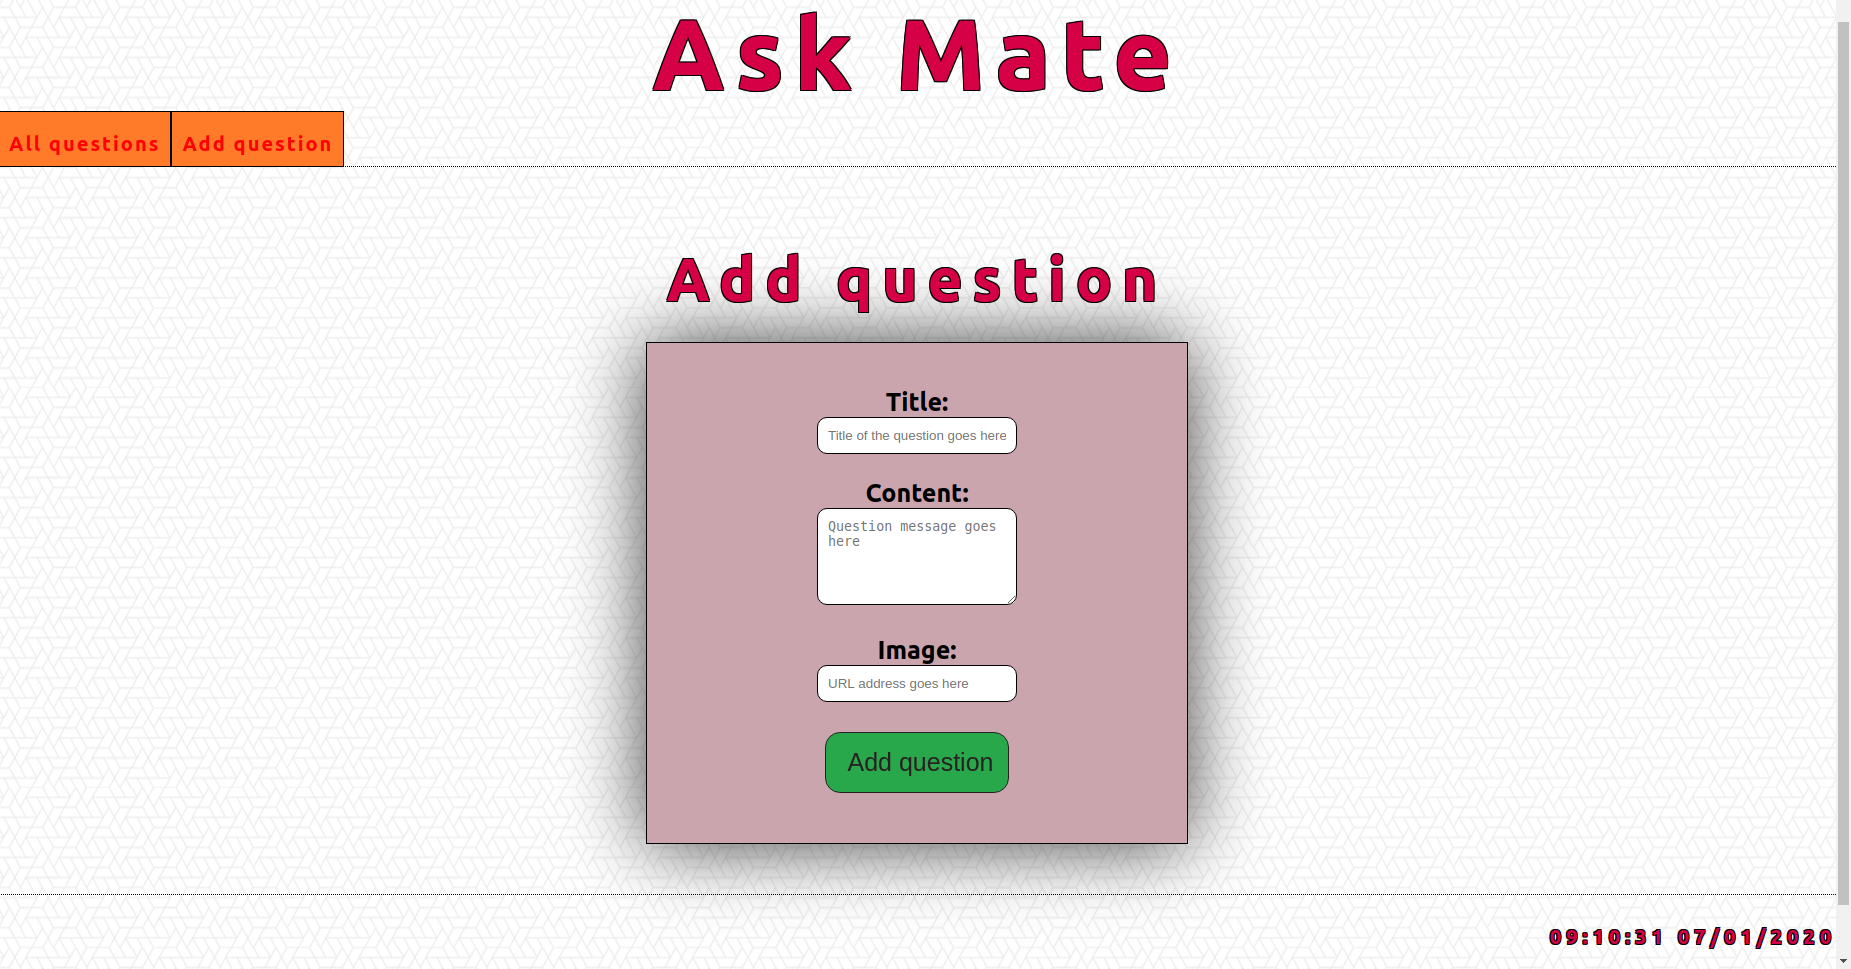 Ask Mate
All questions Add question
Add question
Title:
Title of the question goes here
Content:
Question message goes
here
Image:
URL address goes here
Add question
09:10:31 07/01/2020